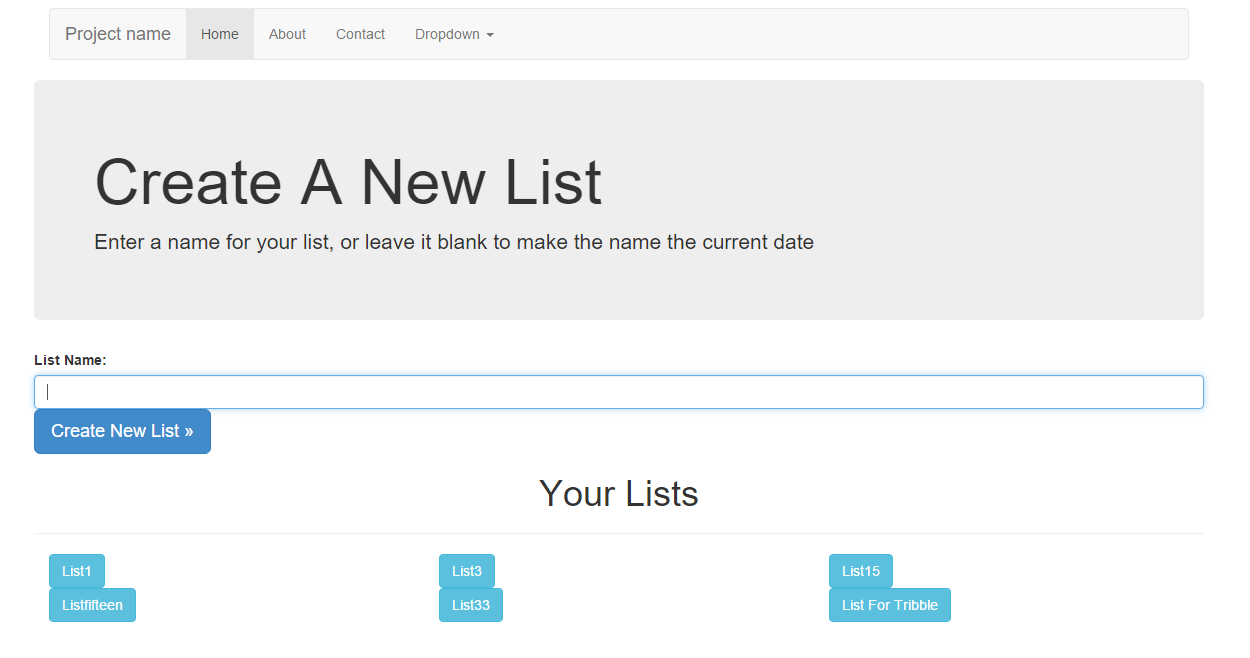 Project name Home About Contact Dropdown
Create A New List
Enter a name for your list, or leave it blank to make the name the current date
List Name:
Create New List »
Your Lists
List1 List3 List15
Listfifteen List33 List For Tribble